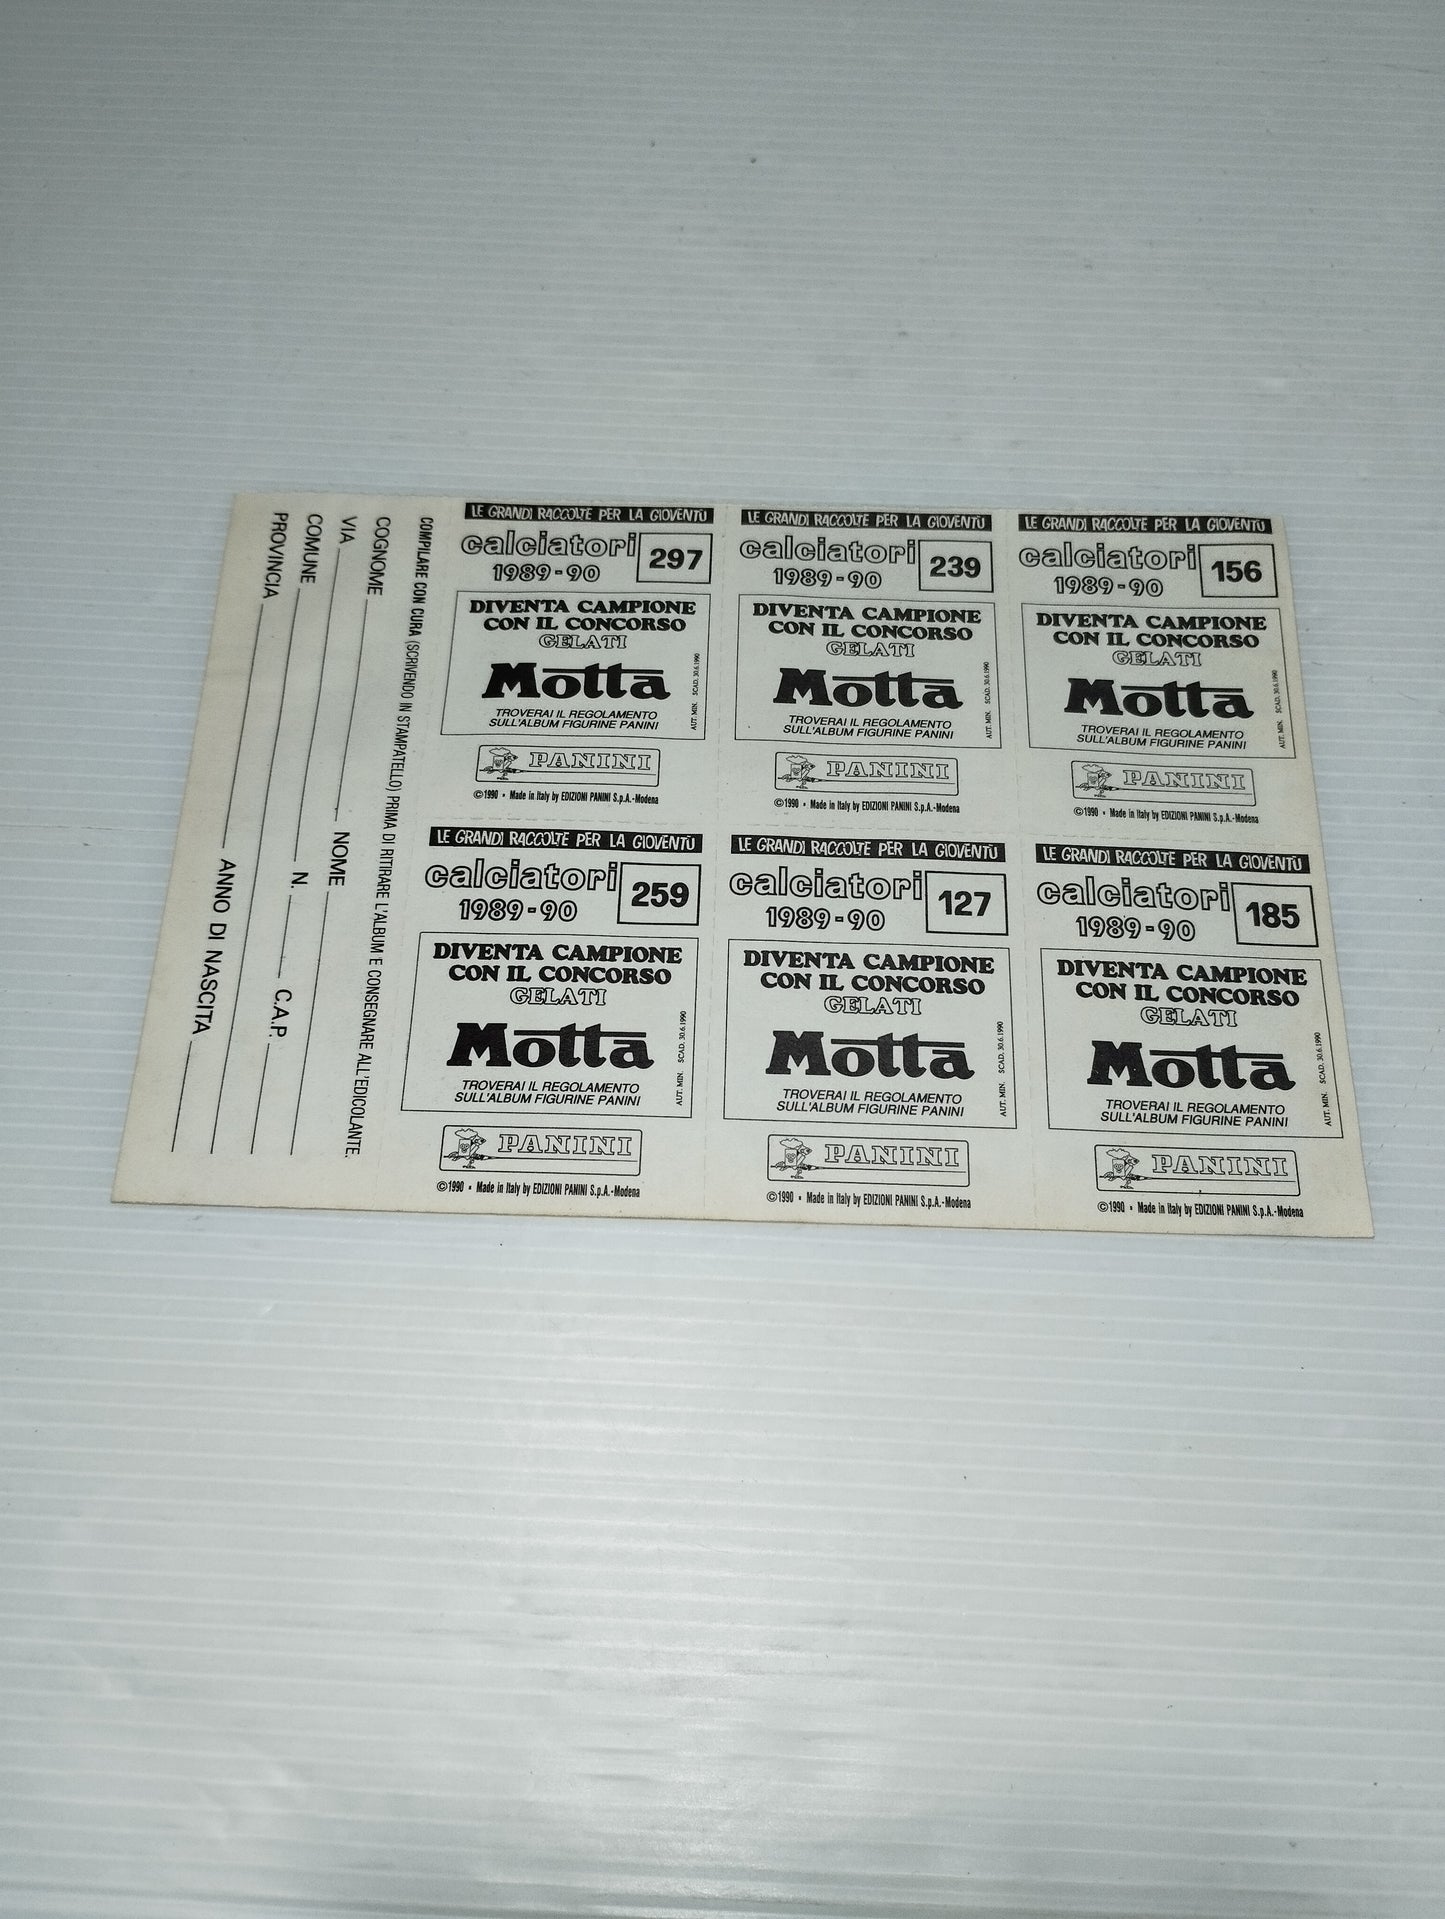 COMPILARE CON CURA (SCRIVENDO IN STAMPATELLO) PRIMA DI RITIRARE L'ALBUM E CONSEGNARE ALL'EDICOLANTE.
COGNOME NOME
VIA N. C.A.P.
COMUNE
PROVINCIA ANNO DI NASCITA
LE GRANDI RACCOLTE PER LA GIOVENTÙ
calciatori
1989-90
297
DIVENTA CAMPIONE
CON IL CONCORSO
GELATI
Motta
TROVERAI IL REGOLAMENTO
SULL'ALBUM FIGURINE PANINI
AUT. MIN. SCAD. 30.6.1990
PANINI
©1990 • Made in Italy by EDIZIONI PANINI S.p.A.-Modena
LE GRANDI RACCOLTE PER LA GIOVENTÙ
calciatori
1989-90
239
DIVENTA CAMPIONE
CON IL CONCORSO
GELATI
Motta
TROVERAI IL REGOLAMENTO
SULL'ALBUM FIGURINE PANINI
AUT. MIN. SCAD. 30.6.1990
PANINI
©1990 • Made in Italy by EDIZIONI PANINI S.p.A.-Modena
LE GRANDI RACCOLTE PER LA GIOVENTÙ
calciatori
1989-90
156
DIVENTA CAMPIONE
CON IL CONCORSO
GELATI
Motta
TROVERAI IL REGOLAMENTO
SULL'ALBUM FIGURINE PANINI
AUT. MIN. SCAD. 30.6.1990
PANINI
©1990 • Made in Italy by EDIZIONI PANINI S.p.A.-Modena
LE GRANDI RACCOLTE PER LA GIOVENTÙ
calciatori
1989-90
259
DIVENTA CAMPIONE
CON IL CONCORSO
GELATI
Motta
TROVERAI IL REGOLAMENTO
SULL'ALBUM FIGURINE PANINI
AUT. MIN. SCAD. 30.6.1990
PANINI
©1990 • Made in Italy by EDIZIONI PANINI S.p.A.-Modena
LE GRANDI RACCOLTE PER LA GIOVENTÙ
calciatori
1989-90
127
DIVENTA CAMPIONE
CON IL CONCORSO
GELATI
Motta
TROVERAI IL REGOLAMENTO
SULL'ALBUM FIGURINE PANINI
AUT. MIN. SCAD. 30.6.1990
PANINI
©1990 • Made in Italy by EDIZIONI PANINI S.p.A.-Modena
LE GRANDI RACCOLTE PER LA GIOVENTÙ
calciatori
1989-90
185
DIVENTA CAMPIONE
CON IL CONCORSO
GELATI
Motta
TROVERAI IL REGOLAMENTO
SULL'ALBUM FIGURINE PANINI
AUT. MIN. SCAD. 30.6.1990
PANINI
©1990 • Made in Italy by EDIZIONI PANINI S.p.A.-Modena